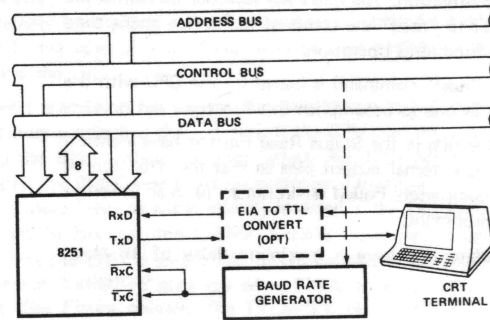 ADDRESS BUS
CONTROL BUS
DATA BUS
8
8251
RxD
TxD
RxC̅
T̅x̅C̅
EIA TO TTL
CONVERT
(OPT)
BAUD RATE
GENERATOR
CRT
TERMINAL